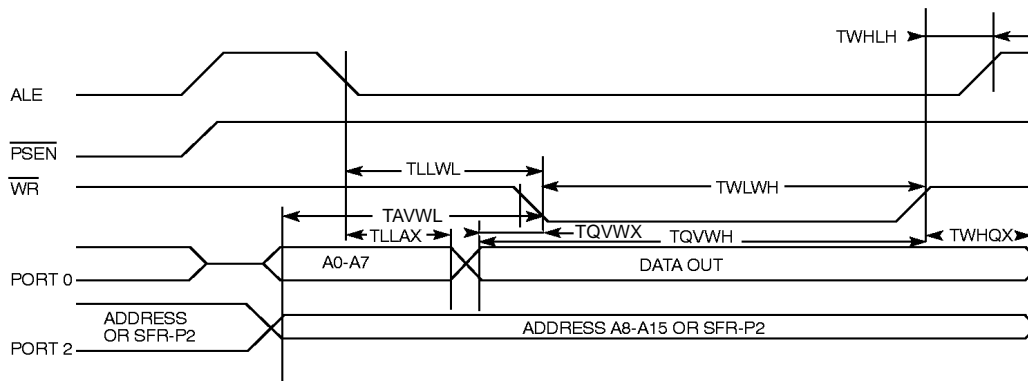 TWHLH
ALE
PSEN
TLLWL
WR
TWLWH
TAVWL
TLLAX
TQVWX
TQVWH
TWHQX
A0-A7
DATA OUT
PORT 0
ADDRESS
OR SFR-P2
ADDRESS A8-A15 OR SFR-P2
PORT 2